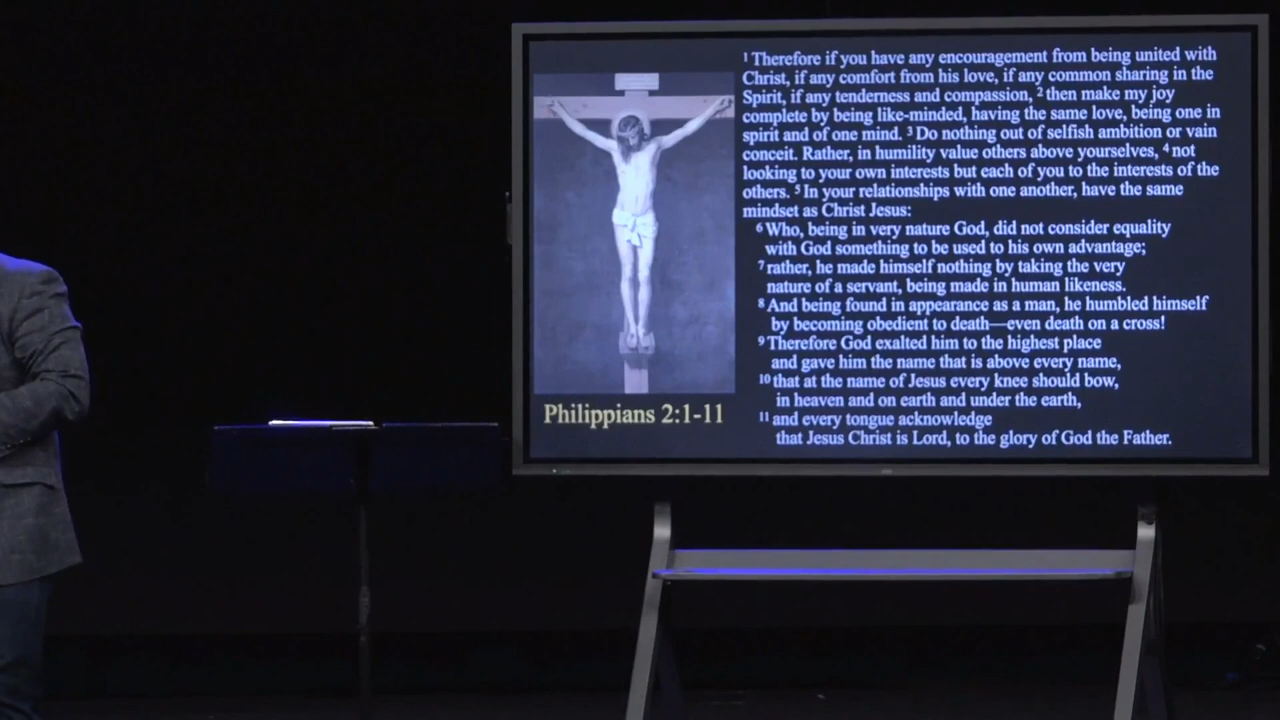 ¹ Therefore if you have any encouragement from being united with
Christ, if any comfort from his love, if any common sharing in the
Spirit, if any tenderness and compassion, ² then make my joy
complete by being like-minded, having the same love, being one in
spirit and of one mind. ³ Do nothing out of selfish ambition or vain
conceit. Rather, in humility value others above yourselves, ⁴ not
looking to your own interests but each of you to the interests of the
others. ⁵ In your relationships with one another, have the same
mindset as Christ Jesus:
⁶ Who, being in very nature God, did not consider equality
with God something to be used to his own advantage;
⁷ rather, he made himself nothing by taking the very
nature of a servant, being made in human likeness.
⁸ And being found in appearance as a man, he humbled himself
by becoming obedient to death—even death on a cross!
⁹ Therefore God exalted him to the highest place
and gave him the name that is above every name,
¹⁰ that at the name of Jesus every knee should bow,
in heaven and on earth and under the earth,
¹¹ and every tongue acknowledge
that Jesus Christ is Lord, to the glory of God the Father.
Philippians 2:1-11